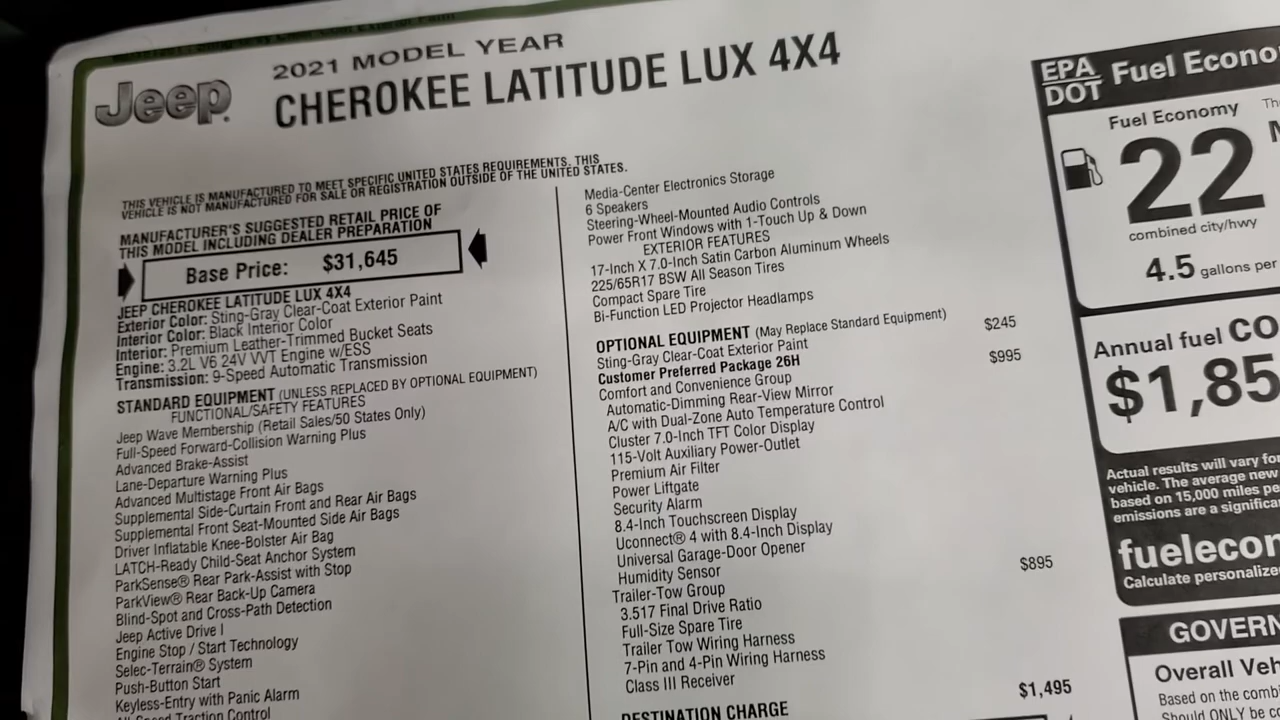 Jeep.
2021 MODEL YEAR
CHEROKEE LATITUDE LUX 4X4
THIS VEHICLE IS MANUFACTURED TO MEET SPECIFIC UNITED STATES REQUIREMENTS. THIS
VEHICLE IS NOT MANUFACTURED FOR SALE OR REGISTRATION OUTSIDE OF THE UNITED STATES.
MANUFACTURER'S SUGGESTED RETAIL PRICE OF
THIS MODEL INCLUDING DEALER PREPARATION
Base Price: $31,645
JEEP CHEROKEE LATITUDE LUX 4X4
Exterior Color: Sting-Gray Clear-Coat Exterior Paint
Interior Color: Black Interior Color
Interior: Premium Leather-Trimmed Bucket Seats
Engine: 3.2L V6 24V VVT Engine w/ESS
Transmission: 9-Speed Automatic Transmission
STANDARD EQUIPMENT (UNLESS REPLACED BY OPTIONAL EQUIPMENT)
FUNCTIONAL/SAFETY FEATURES
Jeep Wave Membership (Retail Sales/50 States Only)
Full-Speed Forward-Collision Warning Plus
Advanced Brake-Assist
Lane-Departure Warning Plus
Advanced Multistage Front Air Bags
Supplemental Side-Curtain Front and Rear Air Bags
Supplemental Front Seat-Mounted Side Air Bags
Driver Inflatable Knee-Bolster Air Bag
LATCH-Ready Child-Seat Anchor System
ParkSense® Rear Park-Assist with Stop
ParkView® Rear Back-Up Camera
Blind-Spot and Cross-Path Detection
Jeep Active Drive I
Engine Stop / Start Technology
Selec-Terrain® System
Push-Button Start
Keyless-Entry with Panic Alarm
All-Speed Traction Control
Media-Center Electronics Storage
6 Speakers
Steering-Wheel-Mounted Audio Controls
Power Front Windows with 1-Touch Up & Down
EXTERIOR FEATURES
17-Inch X 7.0-Inch Satin Carbon Aluminum Wheels
225/65R17 BSW All Season Tires
Compact Spare Tire
Bi-Function LED Projector Headlamps
OPTIONAL EQUIPMENT (May Replace Standard Equipment)
Sting-Gray Clear-Coat Exterior Paint $245
Customer Preferred Package 26H
Comfort and Convenience Group $995
Automatic-Dimming Rear-View Mirror
A/C with Dual-Zone Auto Temperature Control
Cluster 7.0-Inch TFT Color Display
115-Volt Auxiliary Power-Outlet
Premium Air Filter
Power Liftgate
Security Alarm
8.4-Inch Touchscreen Display
Uconnect® 4 with 8.4-Inch Display
Universal Garage-Door Opener
Humidity Sensor
Trailer-Tow Group $895
3.517 Final Drive Ratio
Full-Size Spare Tire
Trailer Tow Wiring Harness
7-Pin and 4-Pin Wiring Harness
Class III Receiver
DESTINATION CHARGE $1,495
EPA
DOT
Fuel Econo
Fuel Economy
22
combined city/hwy
4.5 gallons per
Annual fuel CO
$1,85
Actual results will vary for
vehicle. The average new
based on 15,000 miles pe
emissions are a significa
fuelecon
Calculate personalize
GOVERN
Overall Veh
Based on the combi
Should ONLY be co